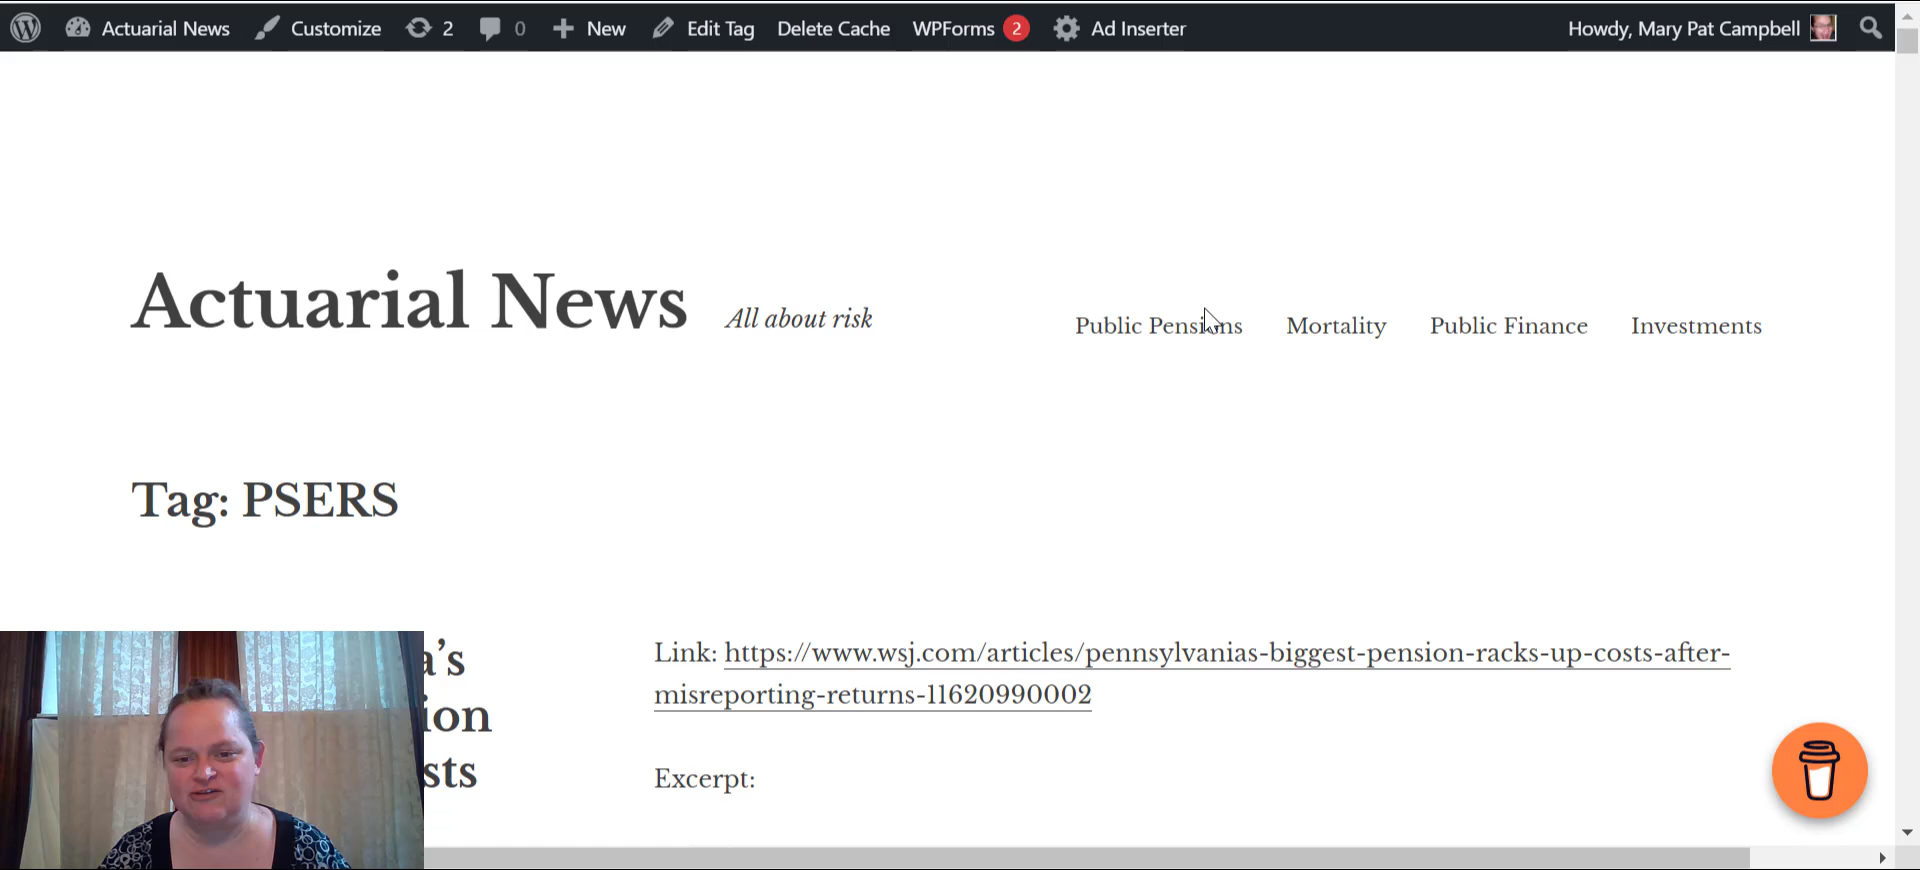 Actuarial News Customize 2 0 New Edit Tag Delete Cache WPForms 2 Ad Inserter Howdy, Mary Pat Campbell
Actuarial News All about risk Public Pensions Mortality Public Finance Investments
Tag: PSERS
a's
ion
sts
Link: https://www.wsj.com/articles/pennsylvanias-biggest-pension-racks-up-costs-after-
misreporting-returns-11620990002
Excerpt: